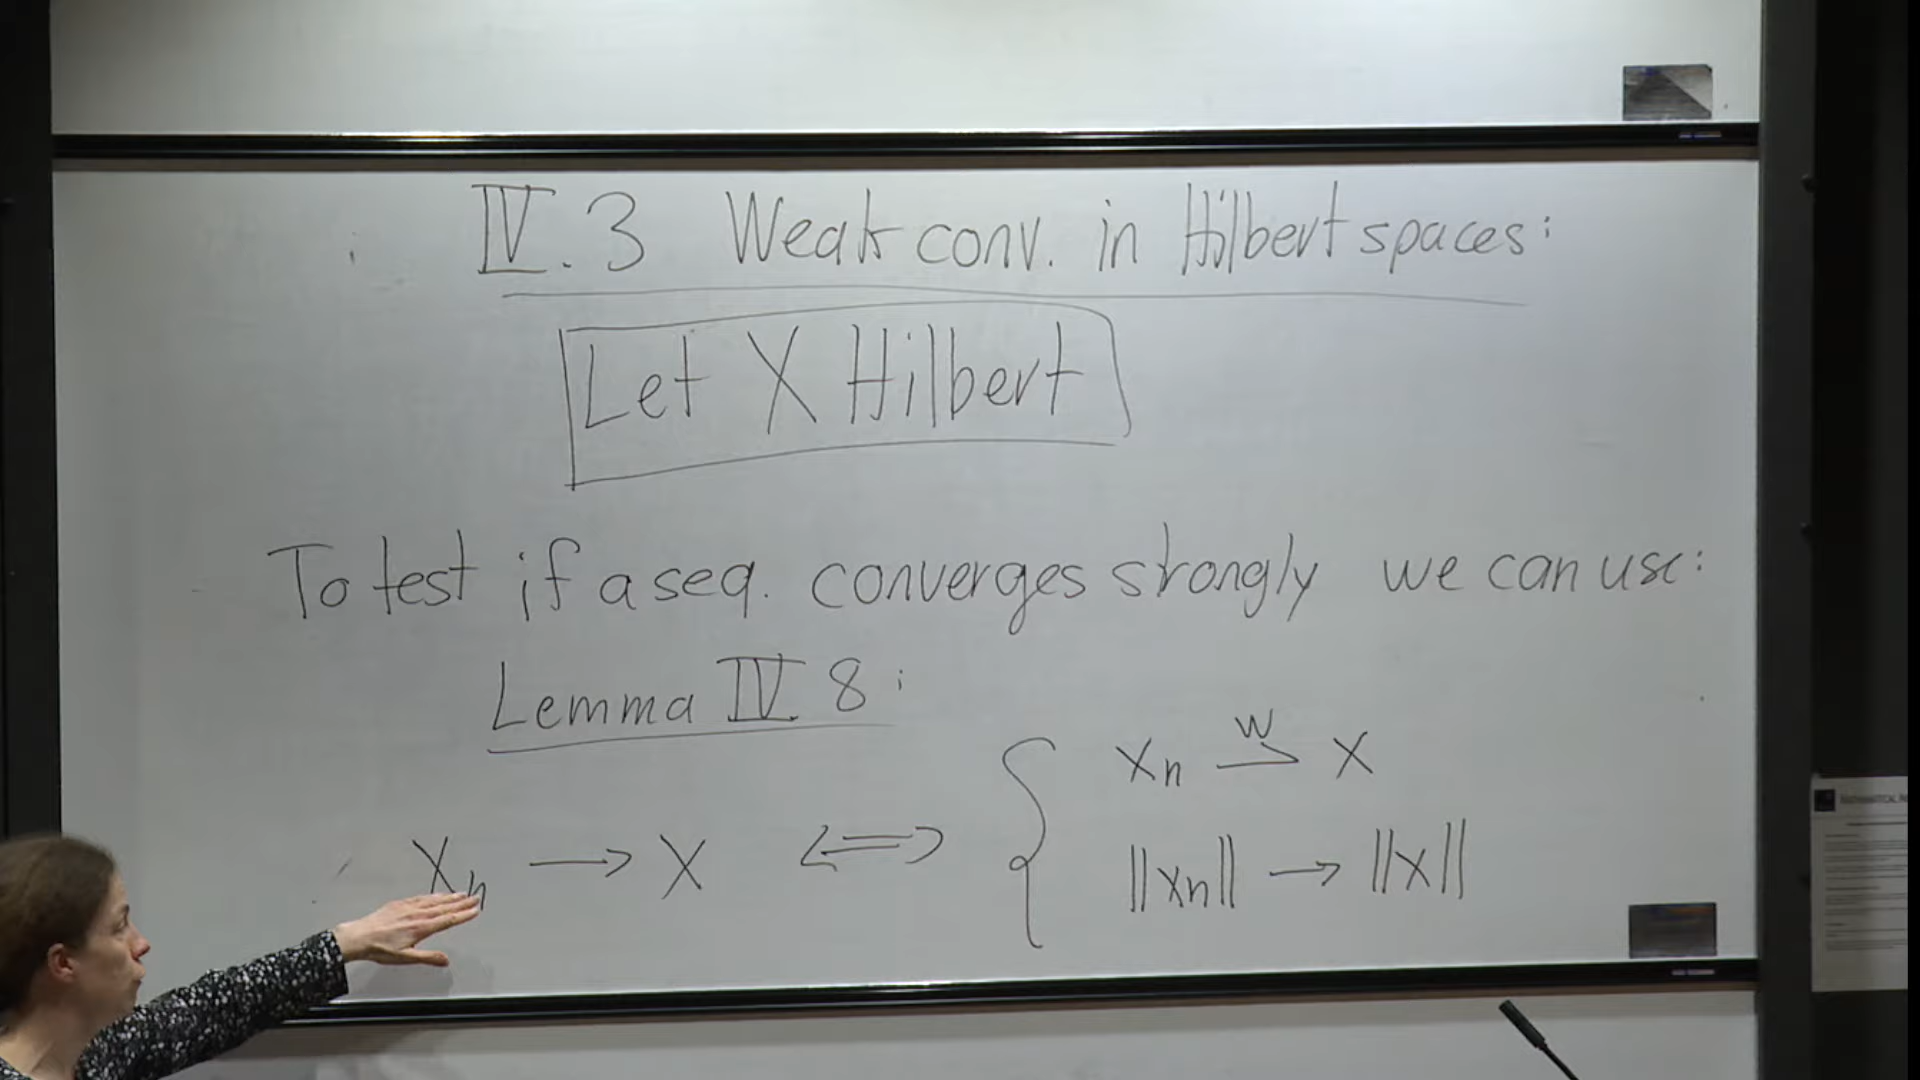 IV.3 Weak conv. in Hilbert spaces:
Let X Hilbert
To test if a seq. converges strongly we can use:
Lemma IV.8:
xₙ → x ⟺ { xₙ ⇀ʷ x
‖xₙ‖ → ‖x‖